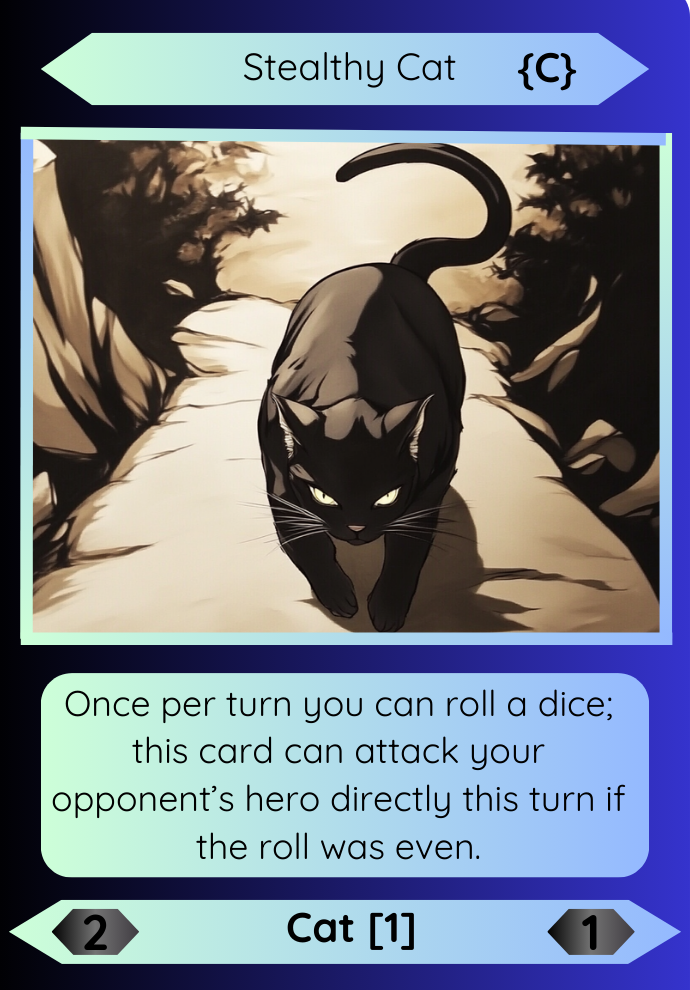 Stealthy Cat {C}
Once per turn you can roll a dice;
this card can attack your
opponent’s hero directly this turn if
the roll was even.
2 Cat [1] 1